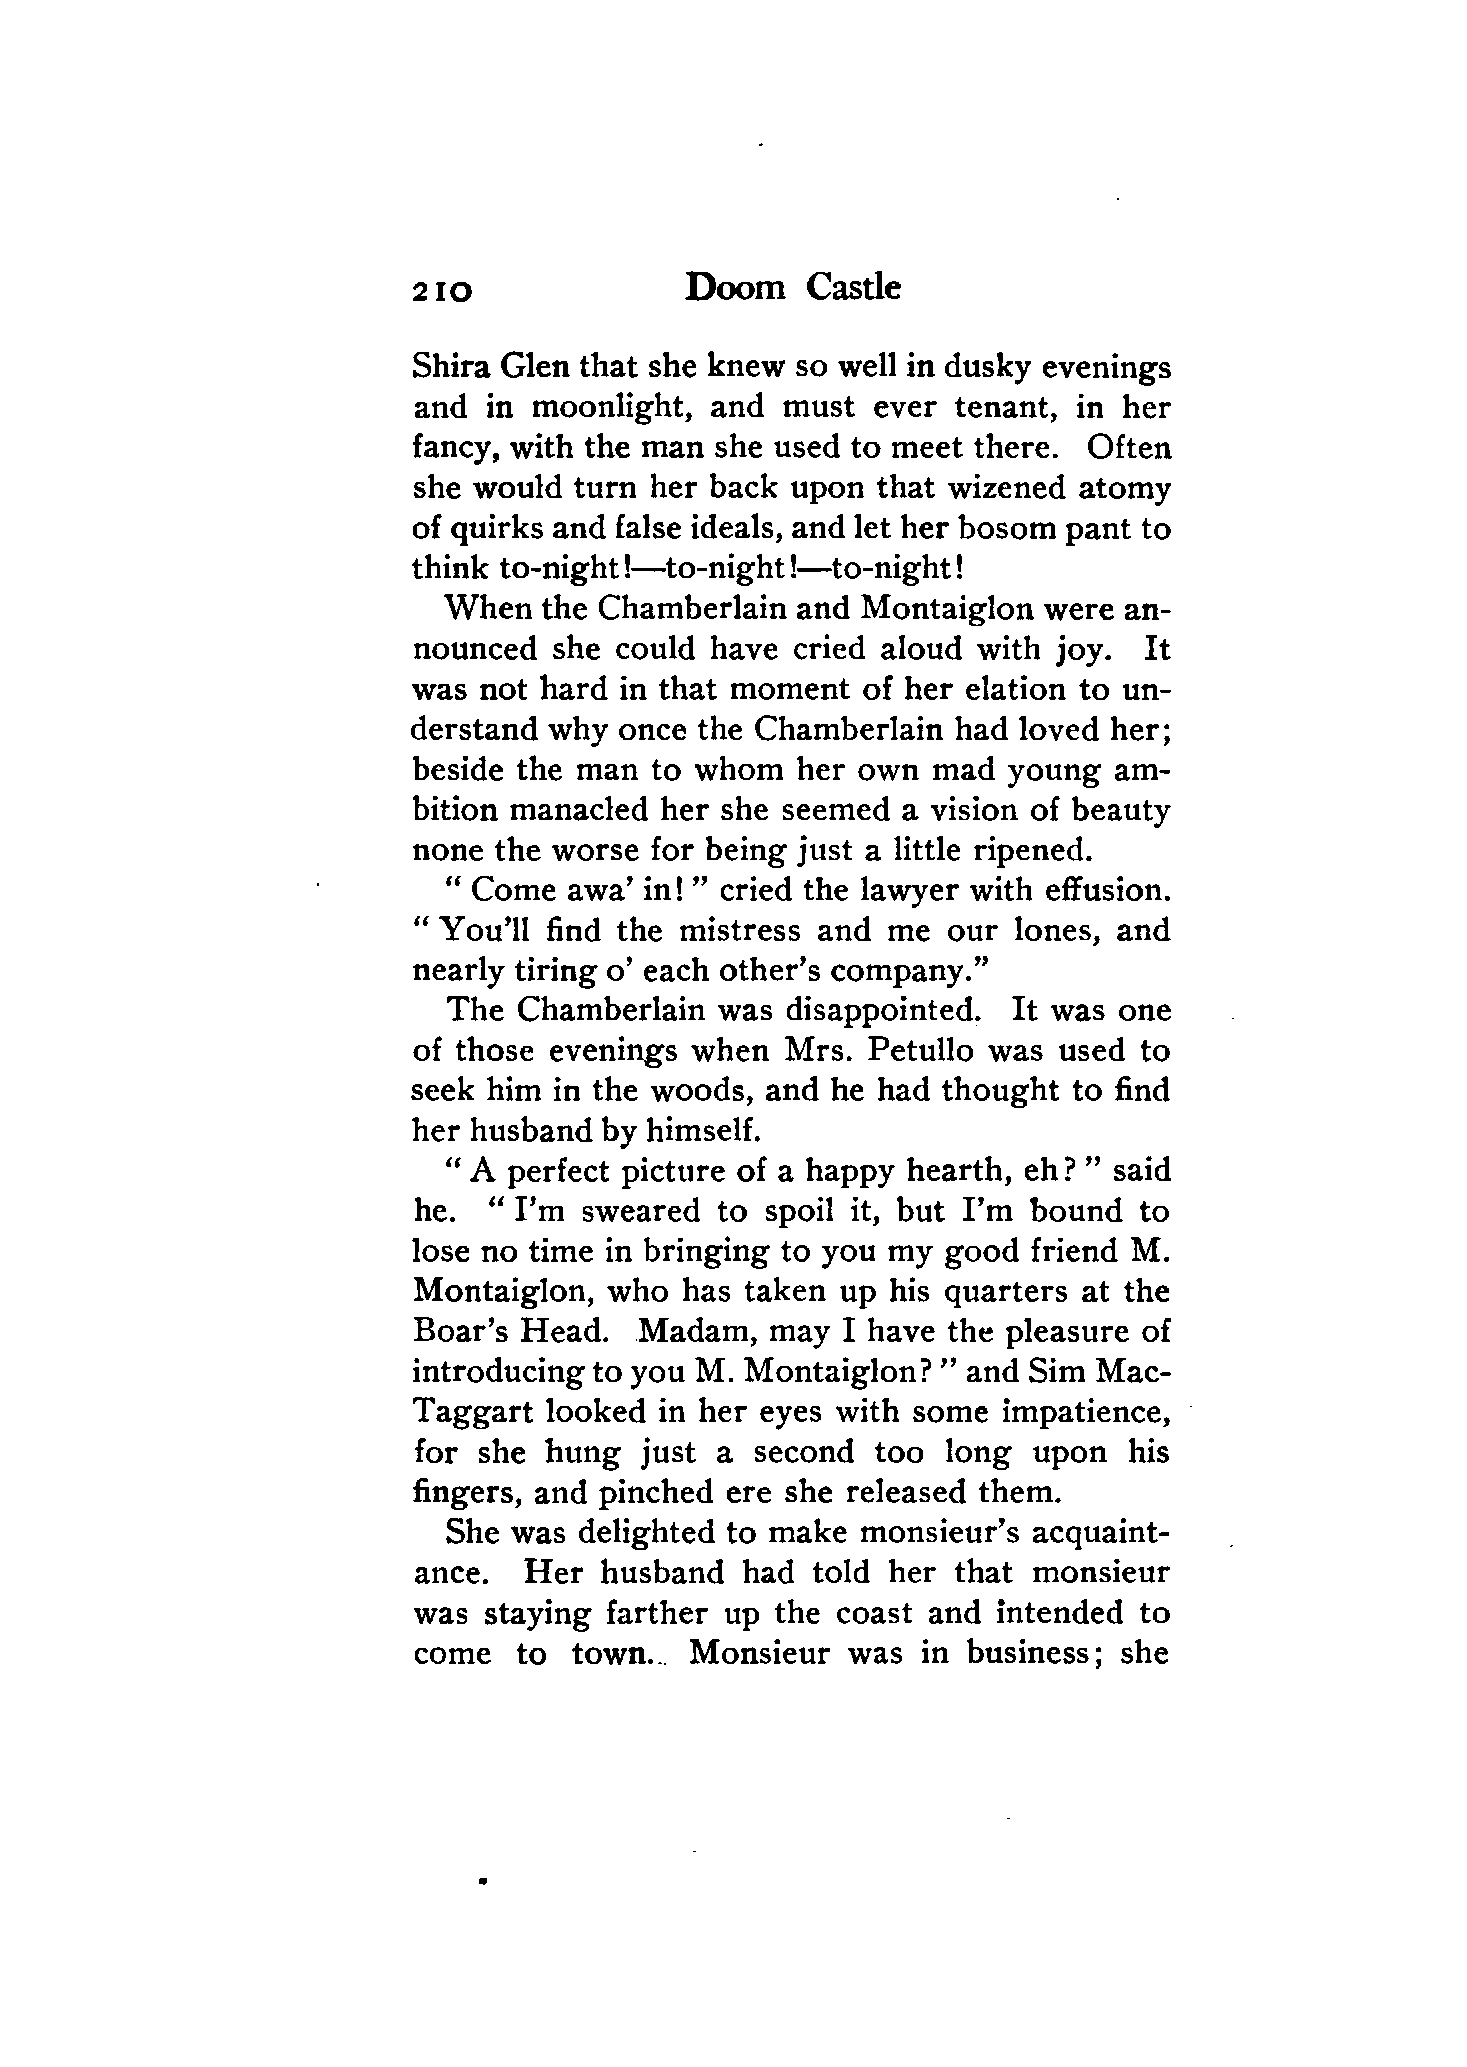 210 Doom Castle
Shira Glen that she knew so well in dusky evenings
and in moonlight, and must ever tenant, in her
fancy, with the man she used to meet there. Often
she would turn her back upon that wizened atomy
of quirks and false ideals, and let her bosom pant to
think to-night!—to-night!—to-night!
When the Chamberlain and Montaiglon were an-
nounced she could have cried aloud with joy. It
was not hard in that moment of her elation to un-
derstand why once the Chamberlain had loved her;
beside the man to whom her own mad young am-
bition manacled her she seemed a vision of beauty
none the worse for being just a little ripened.
“ Come awa’ in! ” cried the lawyer with effusion.
“ You’ll find the mistress and me our lones, and
nearly tiring o’ each other’s company.”
The Chamberlain was disappointed. It was one
of those evenings when Mrs. Petullo was used to
seek him in the woods, and he had thought to find
her husband by himself.
“ A perfect picture of a happy hearth, eh? ” said
he. “ I’m sweared to spoil it, but I’m bound to
lose no time in bringing to you my good friend M.
Montaiglon, who has taken up his quarters at the
Boar’s Head. Madam, may I have the pleasure of
introducing to you M. Montaiglon? ” and Sim Mac-
Taggart looked in her eyes with some impatience,
for she hung just a second too long upon his
fingers, and pinched ere she released them.
She was delighted to make monsieur’s acquaint-
ance. Her husband had told her that monsieur
was staying farther up the coast and intended to
come to town. Monsieur was in business; she